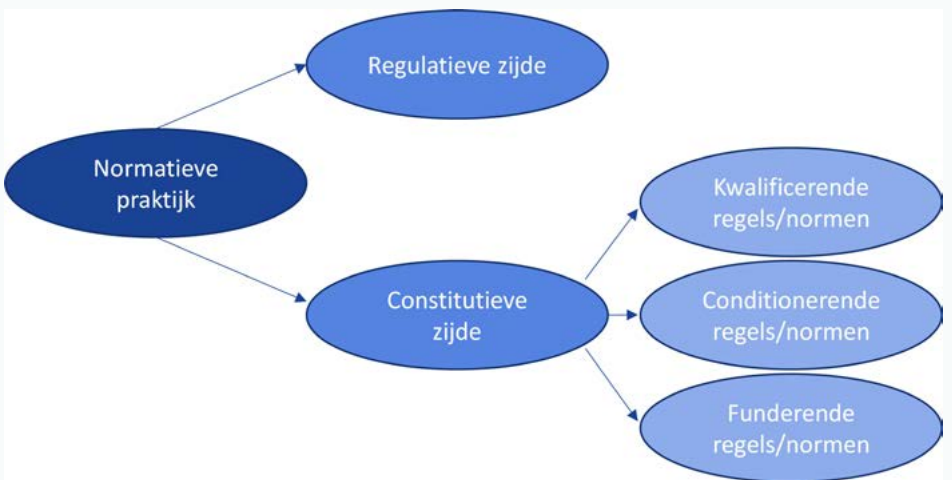 Regulatieve zijde
Normatieve
praktijk
Kwalificerende
regels/normen
Constitutieve
zijde
Conditionerende
regels/normen
Funderende
regels/normen